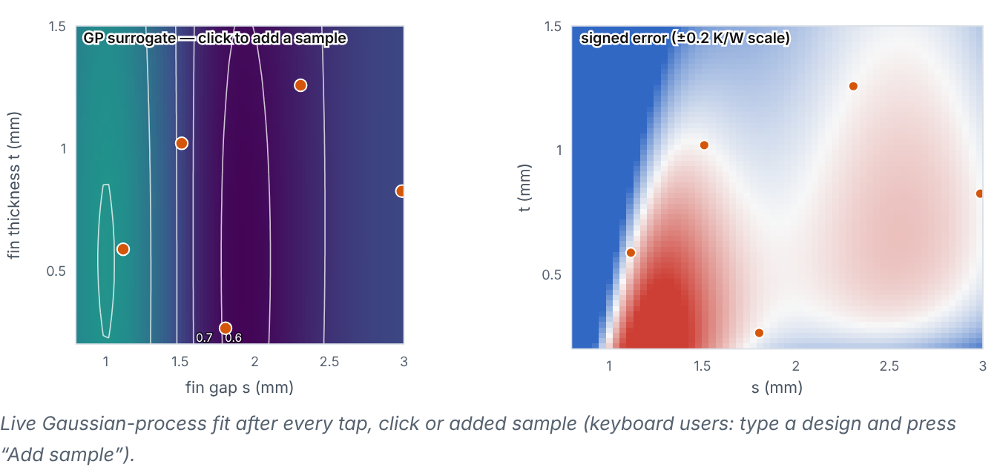 GP surrogate — click to add a sample
1.5
1
0.5
fin thickness t (mm)
0.7
0.6
1
1.5
2
2.5
3
fin gap s (mm)
signed error (±0.2 K/W scale)
1.5
1
0.5
t (mm)
1
1.5
2
2.5
3
s (mm)
Live Gaussian-process fit after every tap, click or added sample (keyboard users: type a design and press
“Add sample”).